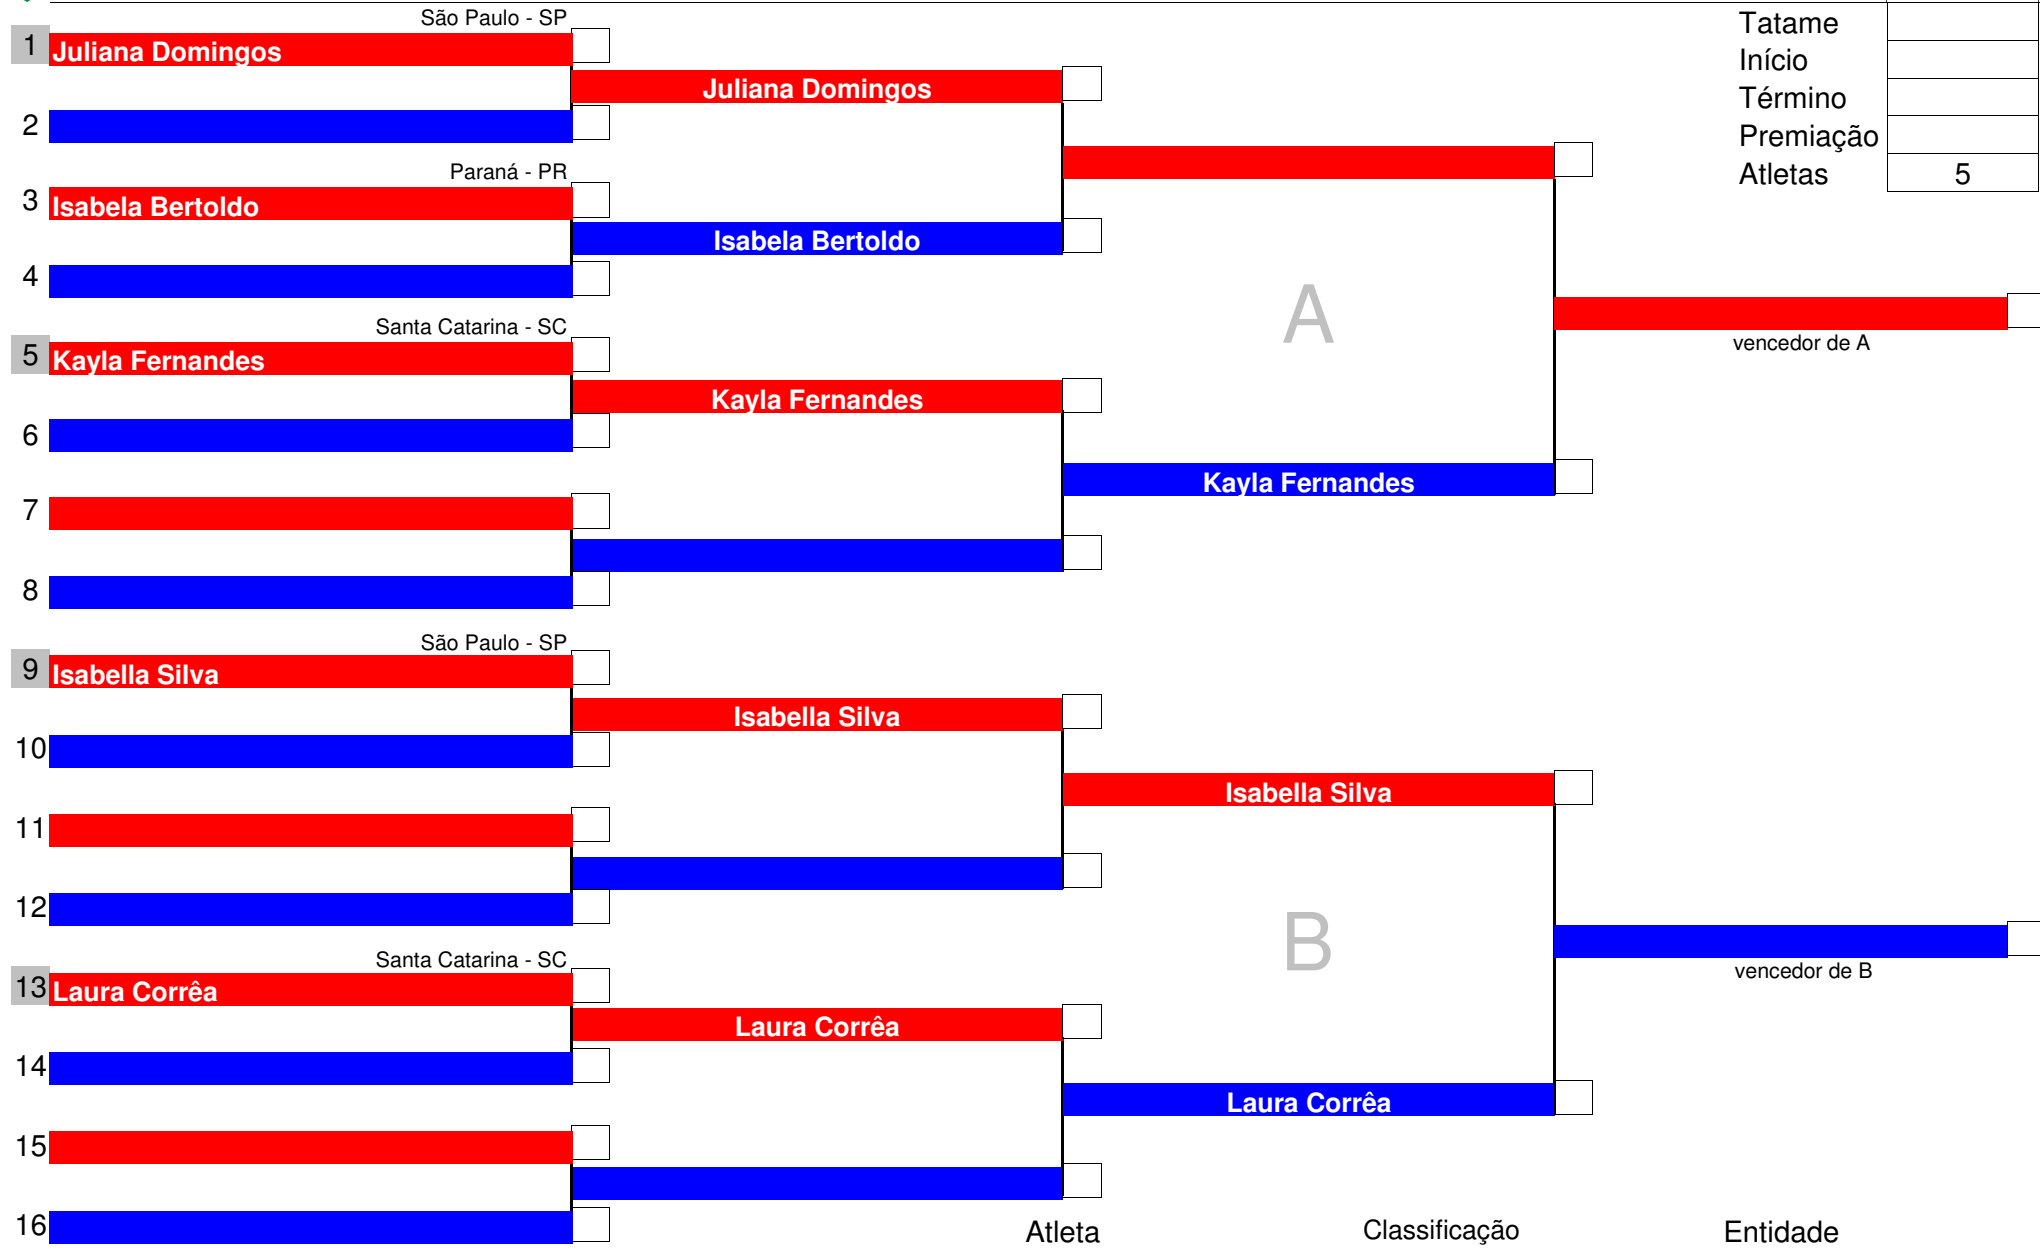 São Paulo - SP
Tatame
1 Juliana Domingos
Início
Juliana Domingos
Término
2
Premiação
Paraná - PR
Atletas 5
3 Isabela Bertoldo
Isabela Bertoldo
4
A
Santa Catarina - SC
vencedor de A
5 Kayla Fernandes
Kayla Fernandes
6
Kayla Fernandes
7
8
São Paulo - SP
9 Isabella Silva
Isabella Silva
10
Isabella Silva
11
12
B
Santa Catarina - SC
vencedor de B
13 Laura Corrêa
Laura Corrêa
14
Laura Corrêa
15
16
Atleta Classificação Entidade